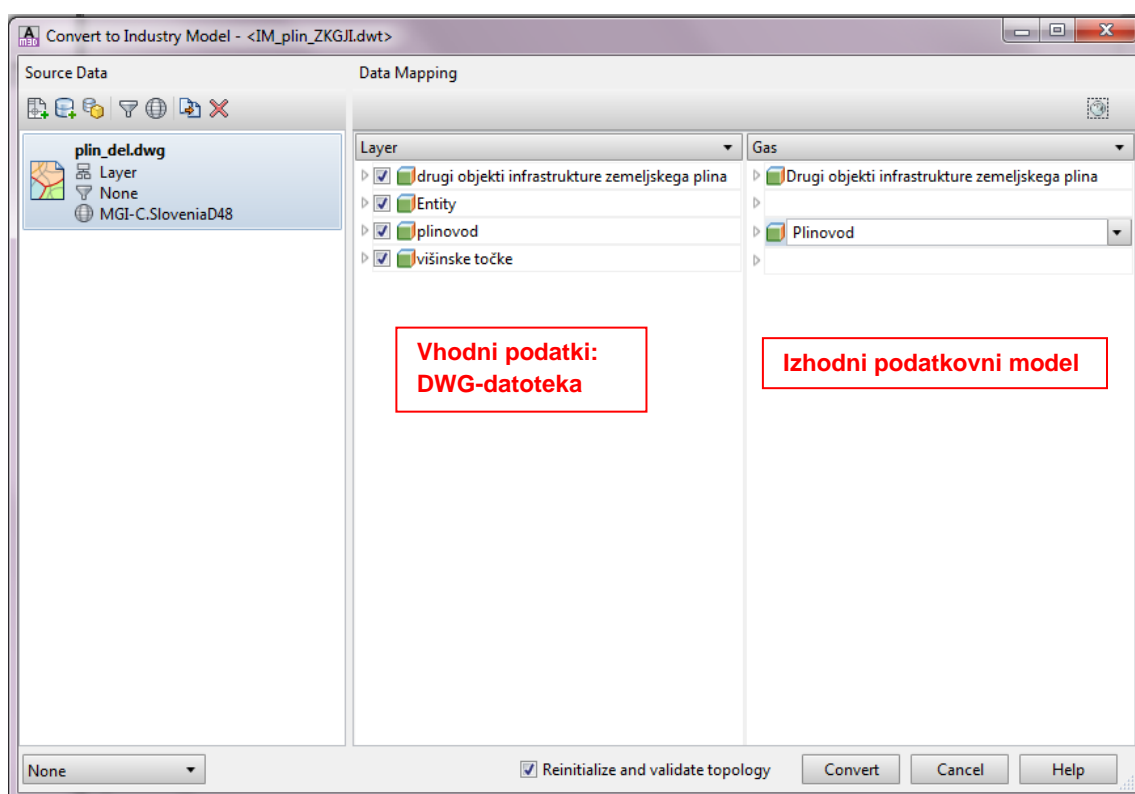 Convert to Industry Model - <IM_plin_ZKGJI.dwt>
Source Data
Data Mapping
plin_del.dwg
Layer
None
MGI-C.SloveniaD48
Layer
Gas
drugi objekti infrastrukture zemeljskega plina
Drugi objekti infrastrukture zemeljskega plina
Entity
plinovod
Plinovod
višinske točke
Vhodni podatki:
DWG-datoteka
Izhodni podatkovni model
None
Reinitialize and validate topology
Convert
Cancel
Help